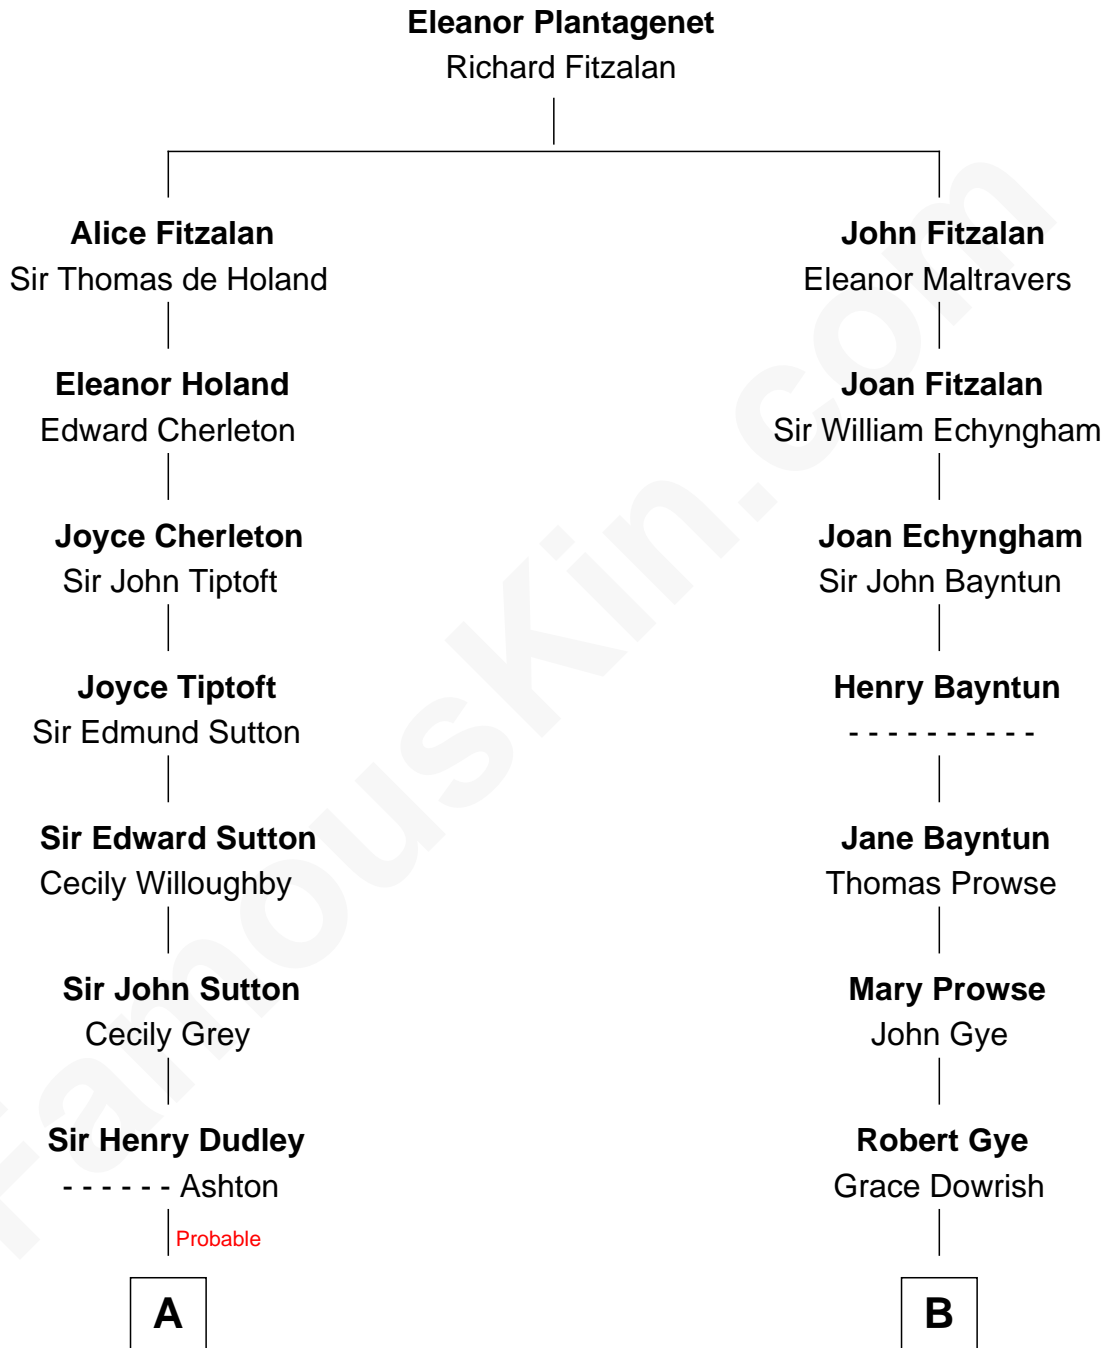 Eleanor Plantagenet
Richard Fitzalan
Alice Fitzalan
Sir Thomas de Holand
Eleanor Holand
Edward Cherleton
Joyce Cherleton
Sir John Tiptoft
Joyce Tiptoft
Sir Edmund Sutton
Sir Edward Sutton
Cecily Willoughby
Sir John Sutton
Cecily Grey
Sir Henry Dudley
- - - - - - Ashton
Probable
A
John Fitzalan
Eleanor Maltravers
Joan Fitzalan
Sir William Echyngham
Joan Echyngham
Sir John Bayntun
Henry Bayntun
- - - - - - - - - -
Jane Bayntun
Thomas Prowse
Mary Prowse
John Gye
Robert Gye
Grace Dowrish
B
FamousKin.com